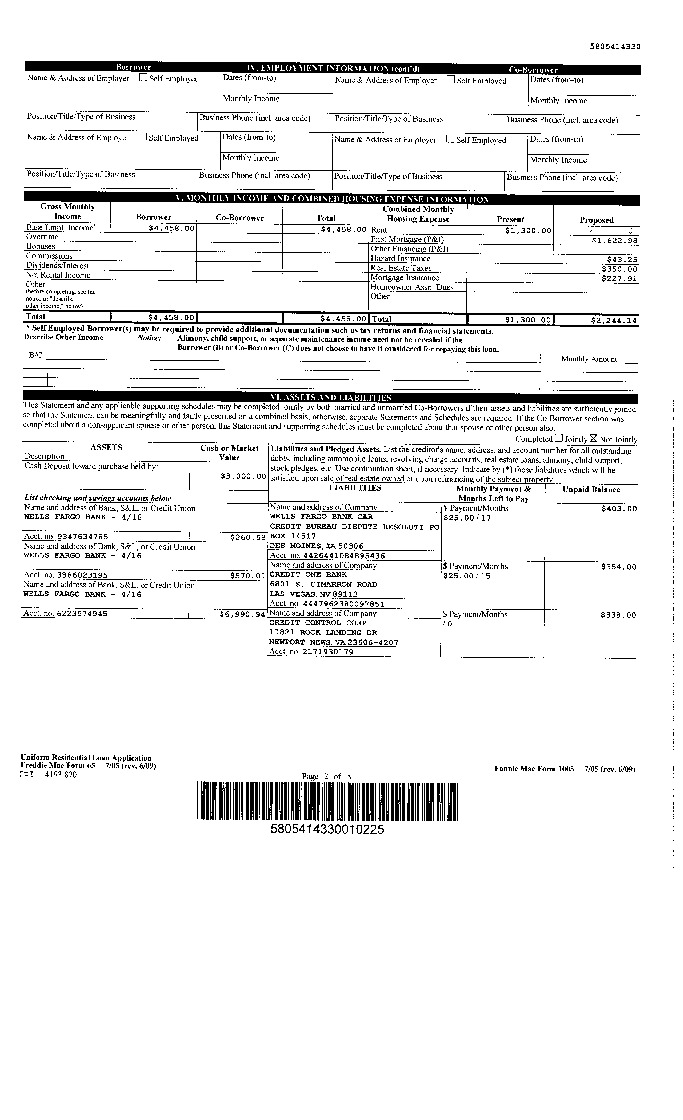 5805414330
Borrower IV. EMPLOYMENT INFORMATION (cont'd) Co-Borrower
Name & Address of Employer Self Employed Dates (from-to) Name & Address of Employer Self Employed Dates (from-to)
Monthly Income Monthly Income
Position/Title/Type of Business Business Phone (incl. area code) Position/Title/Type of Business Business Phone (incl. area code)
Name & Address of Employer Self Employed Dates (from-to) Name & Address of Employer Self Employed Dates (from-to)
Monthly Income Monthly Income
Position/Title/Type of Business Business Phone (incl. area code) Position/Title/Type of Business Business Phone (incl. area code)
V. MONTHLY INCOME AND COMBINED HOUSING EXPENSE INFORMATION
Gross Monthly Income Borrower Co-Borrower Total Combined Monthly Housing Expense Present Proposed
Base Empl. Income* $4,458.00 $4,458.00 Rent $1,300.00
Overtime First Mortgage (P&I) $1,622.98
Bonuses Other Financing (P&I)
Commissions Hazard Insurance $43.25
Dividends/Interest Real Estate Taxes $350.00
Net Rental Income Mortgage Insurance $227.91
Other Homeowner Assn. Dues
(before completing, see the notice in "describe other income," below) Other
Total $4,458.00 $4,458.00 Total $1,300.00 $2,244.14
* Self Employed Borrower(s) may be required to provide additional documentation such as tax returns and financial statements.
Describe Other Income Notice: Alimony, child support, or separate maintenance income need not be revealed if the
Borrower (B) or Co-Borrower (C) does not choose to have it considered for repaying this loan.
B/C Monthly Amount
VI. ASSETS AND LIABILITIES
This Statement and any applicable supporting schedules may be completed jointly by both married and unmarried Co-Borrowers if their assets and liabilities are sufficiently joined
so that the Statement can be meaningfully and fairly presented on a combined basis; otherwise, separate Statements and Schedules are required. If the Co-Borrower section was
completed about a non-applicant spouse or other person, this Statement and supporting schedules must be completed about that spouse or other person also.
Completed Jointly Not Jointly
ASSETS Cash or Market Value
Description
Cash Deposit toward purchase held by: $3,000.00
Liabilities and Pledged Assets. List the creditor's name, address, and account number for all outstanding
debts, including automobile loans, revolving charge accounts, real estate loans, alimony, child support,
stock pledges, etc. Use continuation sheet, if necessary. Indicate by (*) those liabilities which will be
satisfied upon sale of real estate owned or upon refinancing of the subject property.
LIABILITIES Monthly Payment & Months Left to Pay Unpaid Balance
List checking and savings accounts below
Name and address of Bank, S&L, or Credit Union
WELLS FARGO BANK - 4/16
Acct. no. 9347634765 $260.58
Name and address of Bank, S&L, or Credit Union
WELLS FARGO BANK - 4/16
Acct. no. 3966023195 $570.01
Name and address of Bank, S&L, or Credit Union
WELLS FARGO BANK - 4/16
Acct. no. 6223574945 $6,990.94
Name and address of Company $ Payment/Months $403.00
WELLS FARGO BANK CAR $25.00/17
CREDIT BUREAU DISPUTE RESOLUTI PO
BOX 14517
DES MOINES, IA 50306
Acct. no. 4426441084895436
Name and address of Company $ Payment/Months $354.00
CREDIT ONE BANK $25.00/15
6801 S. CIMARRON ROAD
LAS VEGAS, NV 89113
Acct. no. 4447962380097851
Name and address of Company $ Payment/Months $338.00
CREDIT CONTROL CORP /0
11821 ROCK LANDING DR
NEWPORT NEWS, VA 23606-4207
Acct. no. 2171930179
Uniform Residential Loan Application
Freddie Mac Form 65 7/05 (rev. 6/09) Fannie Mae Form 1003 7/05 (rev. 6/09)
Page 2 of
5805414330010225